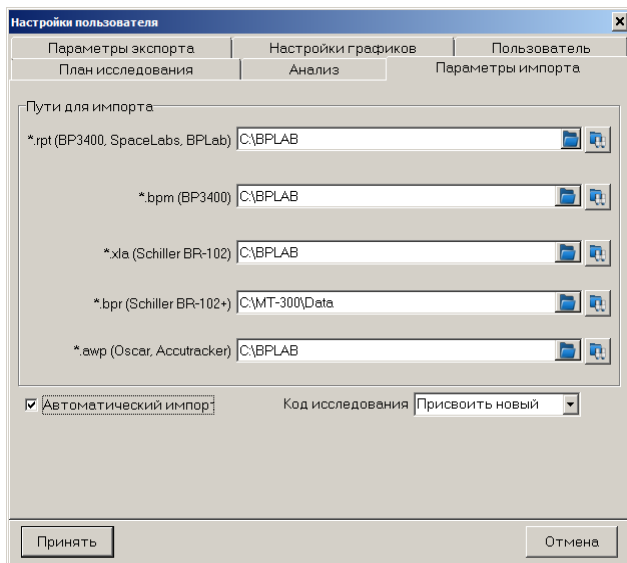 Настройки пользователя
Параметры экспорта Настройки графиков Пользователь
План исследования Анализ Параметры импорта
Пути для импорта
*.rpt (BP3400, SpaceLabs, BPLab) C:\BPLAB
*.bpm (BP3400) C:\BPLAB
*.xla (Schiller BR-102) C:\BPLAB
*.bpr (Schiller BR-102+) C:\MT-300\Data
*.awp (Oscar, Accutracker) C:\BPLAB
Автоматический импорт Код исследования Присвоить новый
Принять Отмена